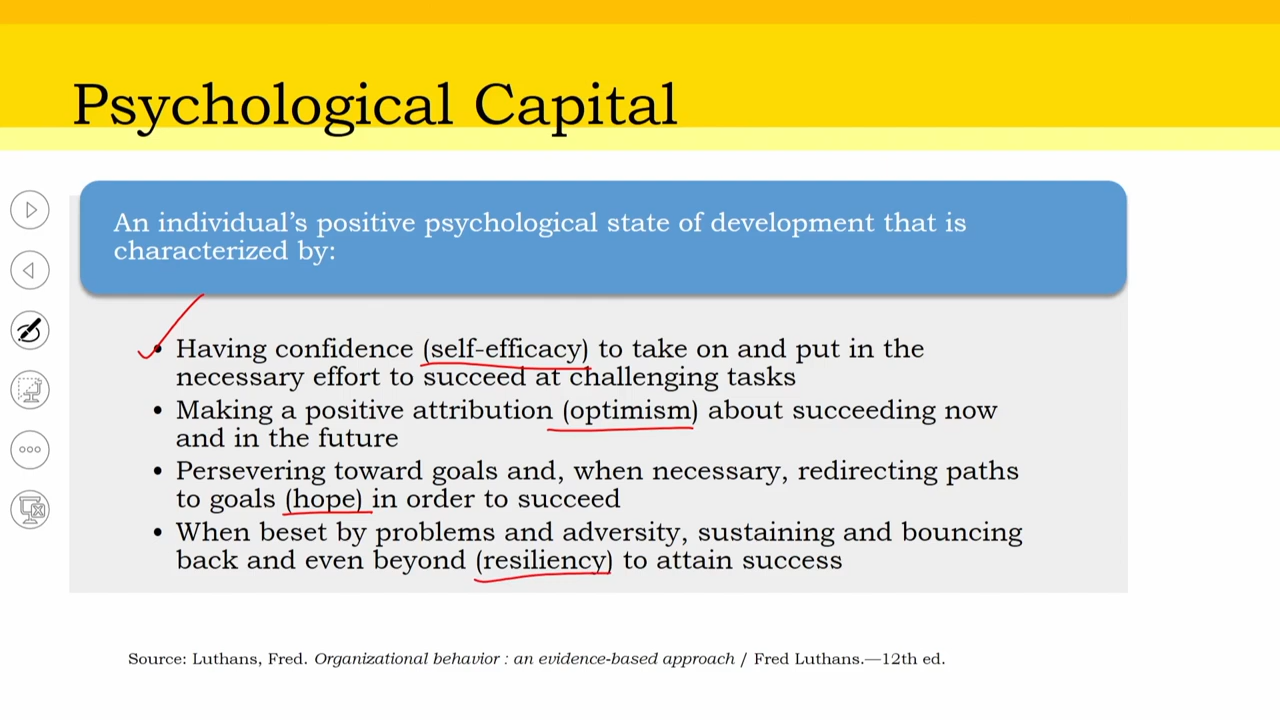 Psychological Capital
An individual’s positive psychological state of development that is
characterized by:
• Having confidence (self-efficacy) to take on and put in the
necessary effort to succeed at challenging tasks
• Making a positive attribution (optimism) about succeeding now
and in the future
• Persevering toward goals and, when necessary, redirecting paths
to goals (hope) in order to succeed
• When beset by problems and adversity, sustaining and bouncing
back and even beyond (resiliency) to attain success
Source: Luthans, Fred. Organizational behavior : an evidence-based approach / Fred Luthans.—12th ed.